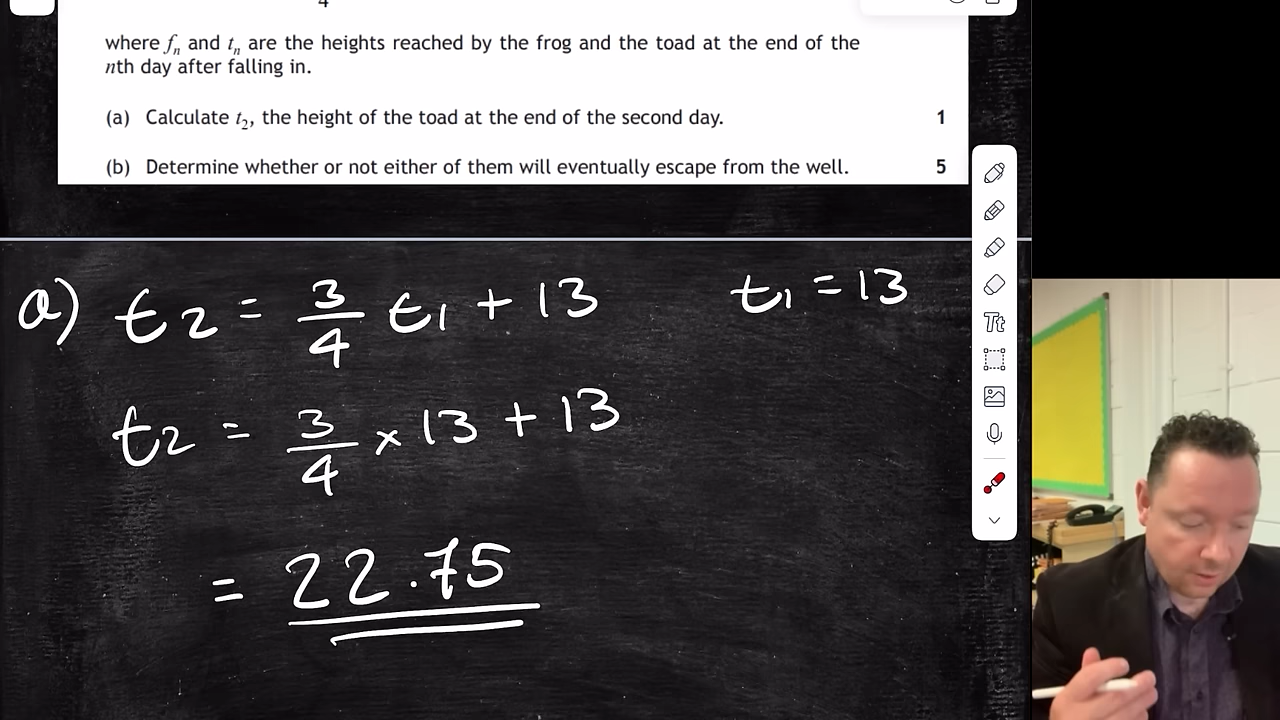 4
where fn and tn are the heights reached by the frog and the toad at the end of the
nth day after falling in.
(a) Calculate t2, the height of the toad at the end of the second day. 1
(b) Determine whether or not either of them will eventually escape from the well. 5
a) t2 = 3/4 t1 + 13 t1 = 13
t2 = 3/4 × 13 + 13
= 22.75
Tt